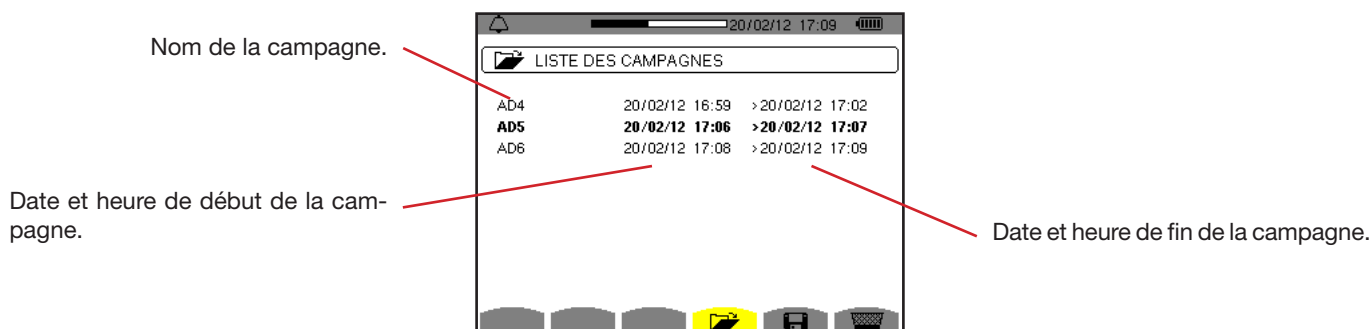 20/02/12 17:09
Nom de la campagne.
LISTE DES CAMPAGNES
AD4 20/02/12 16:59 >20/02/12 17:02
AD5 20/02/12 17:06 >20/02/12 17:07
AD6 20/02/12 17:08 >20/02/12 17:09
Date et heure de début de la cam-
pagne.
Date et heure de fin de la campagne.